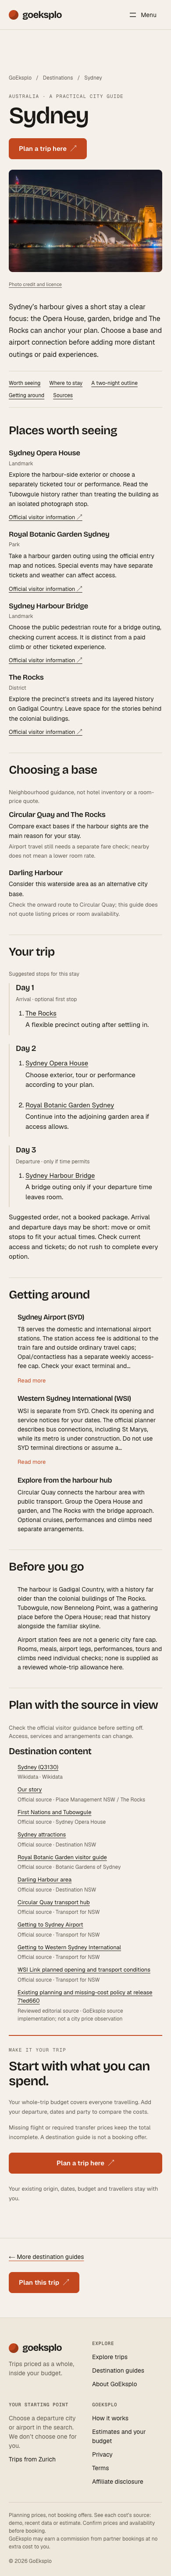 goeksplo
Menu
GoEksplo / Destinations / Sydney
AUSTRALIA · A PRACTICAL CITY GUIDE
Sydney
Plan a trip here ↗
Photo credit and licence
Sydney's harbour gives a short stay a clear
focus: the Opera House, garden, bridge and The
Rocks can anchor your plan. Choose a base and
airport connection before adding more distant
outings or paid experiences.
Worth seeing Where to stay A two-night outline
Getting around Sources
Places worth seeing
Sydney Opera House
Landmark
Explore the harbour-side exterior or choose a
separately ticketed tour or performance. Read the
Tubowgule history rather than treating the building as
an isolated photograph stop.
Official visitor information ↗
Royal Botanic Garden Sydney
Park
Take a harbour garden outing using the official entry
map and notices. Special events may have separate
tickets and weather can affect access.
Official visitor information ↗
Sydney Harbour Bridge
Landmark
Choose the public pedestrian route for a bridge outing,
checking current access. It is distinct from a paid
climb or other ticketed experience.
Official visitor information ↗
The Rocks
District
Explore the precinct's streets and its layered history
on Gadigal Country. Leave space for the stories behind
the colonial buildings.
Official visitor information ↗
Choosing a base
Neighbourhood guidance, not hotel inventory or a room-
price quote.
Circular Quay and The Rocks
Compare exact bases if the harbour sights are the
main reason for your stay.
Airport travel still needs a separate fare check; nearby
does not mean a lower room rate.
Darling Harbour
Consider this waterside area as an alternative city
base.
Check the onward route to Circular Quay; this guide does
not quote listing prices or room availability.
Your trip
Suggested stops for this stay
Day 1
Arrival · optional first stop
1. The Rocks
A flexible precinct outing after settling in.
Day 2
1. Sydney Opera House
Choose exterior, tour or performance
according to your plan.
2. Royal Botanic Garden Sydney
Continue into the adjoining garden area if
access allows.
Day 3
Departure · only if time permits
1. Sydney Harbour Bridge
A bridge outing only if your departure time
leaves room.
Suggested order, not a booked package. Arrival
and departure days may be short: move or omit
stops to fit your actual times. Check current
access and tickets; do not rush to complete every
option.
Getting around
Sydney Airport (SYD)
T8 serves the domestic and international airport
stations. The station access fee is additional to the
train fare and outside ordinary travel caps;
Opal/contactless has a separate weekly access-
fee cap. Check your exact terminal and...
Read more
Western Sydney International (WSI)
WSI is separate from SYD. Check its opening and
service notices for your dates. The official planner
describes bus connections, including St Marys,
while its metro is under construction. Do not use
SYD terminal directions or assume a...
Read more
Explore from the harbour hub
Circular Quay connects the harbour area with
public transport. Group the Opera House and
garden, and The Rocks with the bridge approach.
Optional cruises, performances and climbs need
separate arrangements.
Before you go
The harbour is Gadigal Country, with a history far
older than the colonial buildings of The Rocks.
Tubowgule, now Bennelong Point, was a gathering
place before the Opera House; read that history
alongside the familiar skyline.
Airport station fees are not a generic city fare cap.
Rooms, meals, airport legs, performances, tours and
climbs need individual checks; none is supplied as
a reviewed whole-trip allowance here.
Plan with the source in view
Check the official visitor guidance before setting off.
Access, services and arrangements can change.
Destination content
Sydney (Q3130)
Wikidata · Wikidata
Our story
Official source · Place Management NSW / The Rocks
First Nations and Tubowgule
Official source · Sydney Opera House
Sydney attractions
Official source · Destination NSW
Royal Botanic Garden visitor guide
Official source · Botanic Gardens of Sydney
Darling Harbour area
Official source · Destination NSW
Circular Quay transport hub
Official source · Transport for NSW
Getting to Sydney Airport
Official source · Transport for NSW
Getting to Western Sydney International
Official source · Transport for NSW
WSI Link planned opening and transport conditions
Official source · Transport for NSW
Existing planning and missing-cost policy at release
71ed660
Reviewed editorial source · GoEksplo source
implementation; not a city price observation
MAKE IT YOUR TRIP
Start with what you can
spend.
Your whole-trip budget covers everyone travelling. Add
your departure, dates and party to compare the costs.
Missing flight or required transfer prices keep the total
incomplete. A destination guide is not a booking offer.
Plan a trip here ↗
Your existing origin, dates, budget and travellers stay with
you.
← More destination guides
Plan this trip ↗
goeksplo
Trips priced as a whole,
inside your budget.
EXPLORE
Explore trips
Destination guides
About GoEksplo
YOUR STARTING POINT
Choose a departure city
or airport in the search.
We don't choose one for
you.
Trips from Zurich
GOEKSPLO
How it works
Estimates and your
budget
Privacy
Terms
Affiliate disclosure
Planning prices, not booking offers. See each cost's source:
demo, recent data or estimate. Confirm prices and availability
before booking.
GoEksplo may earn a commission from partner bookings at no
extra cost to you.
© 2026 GoEksplo